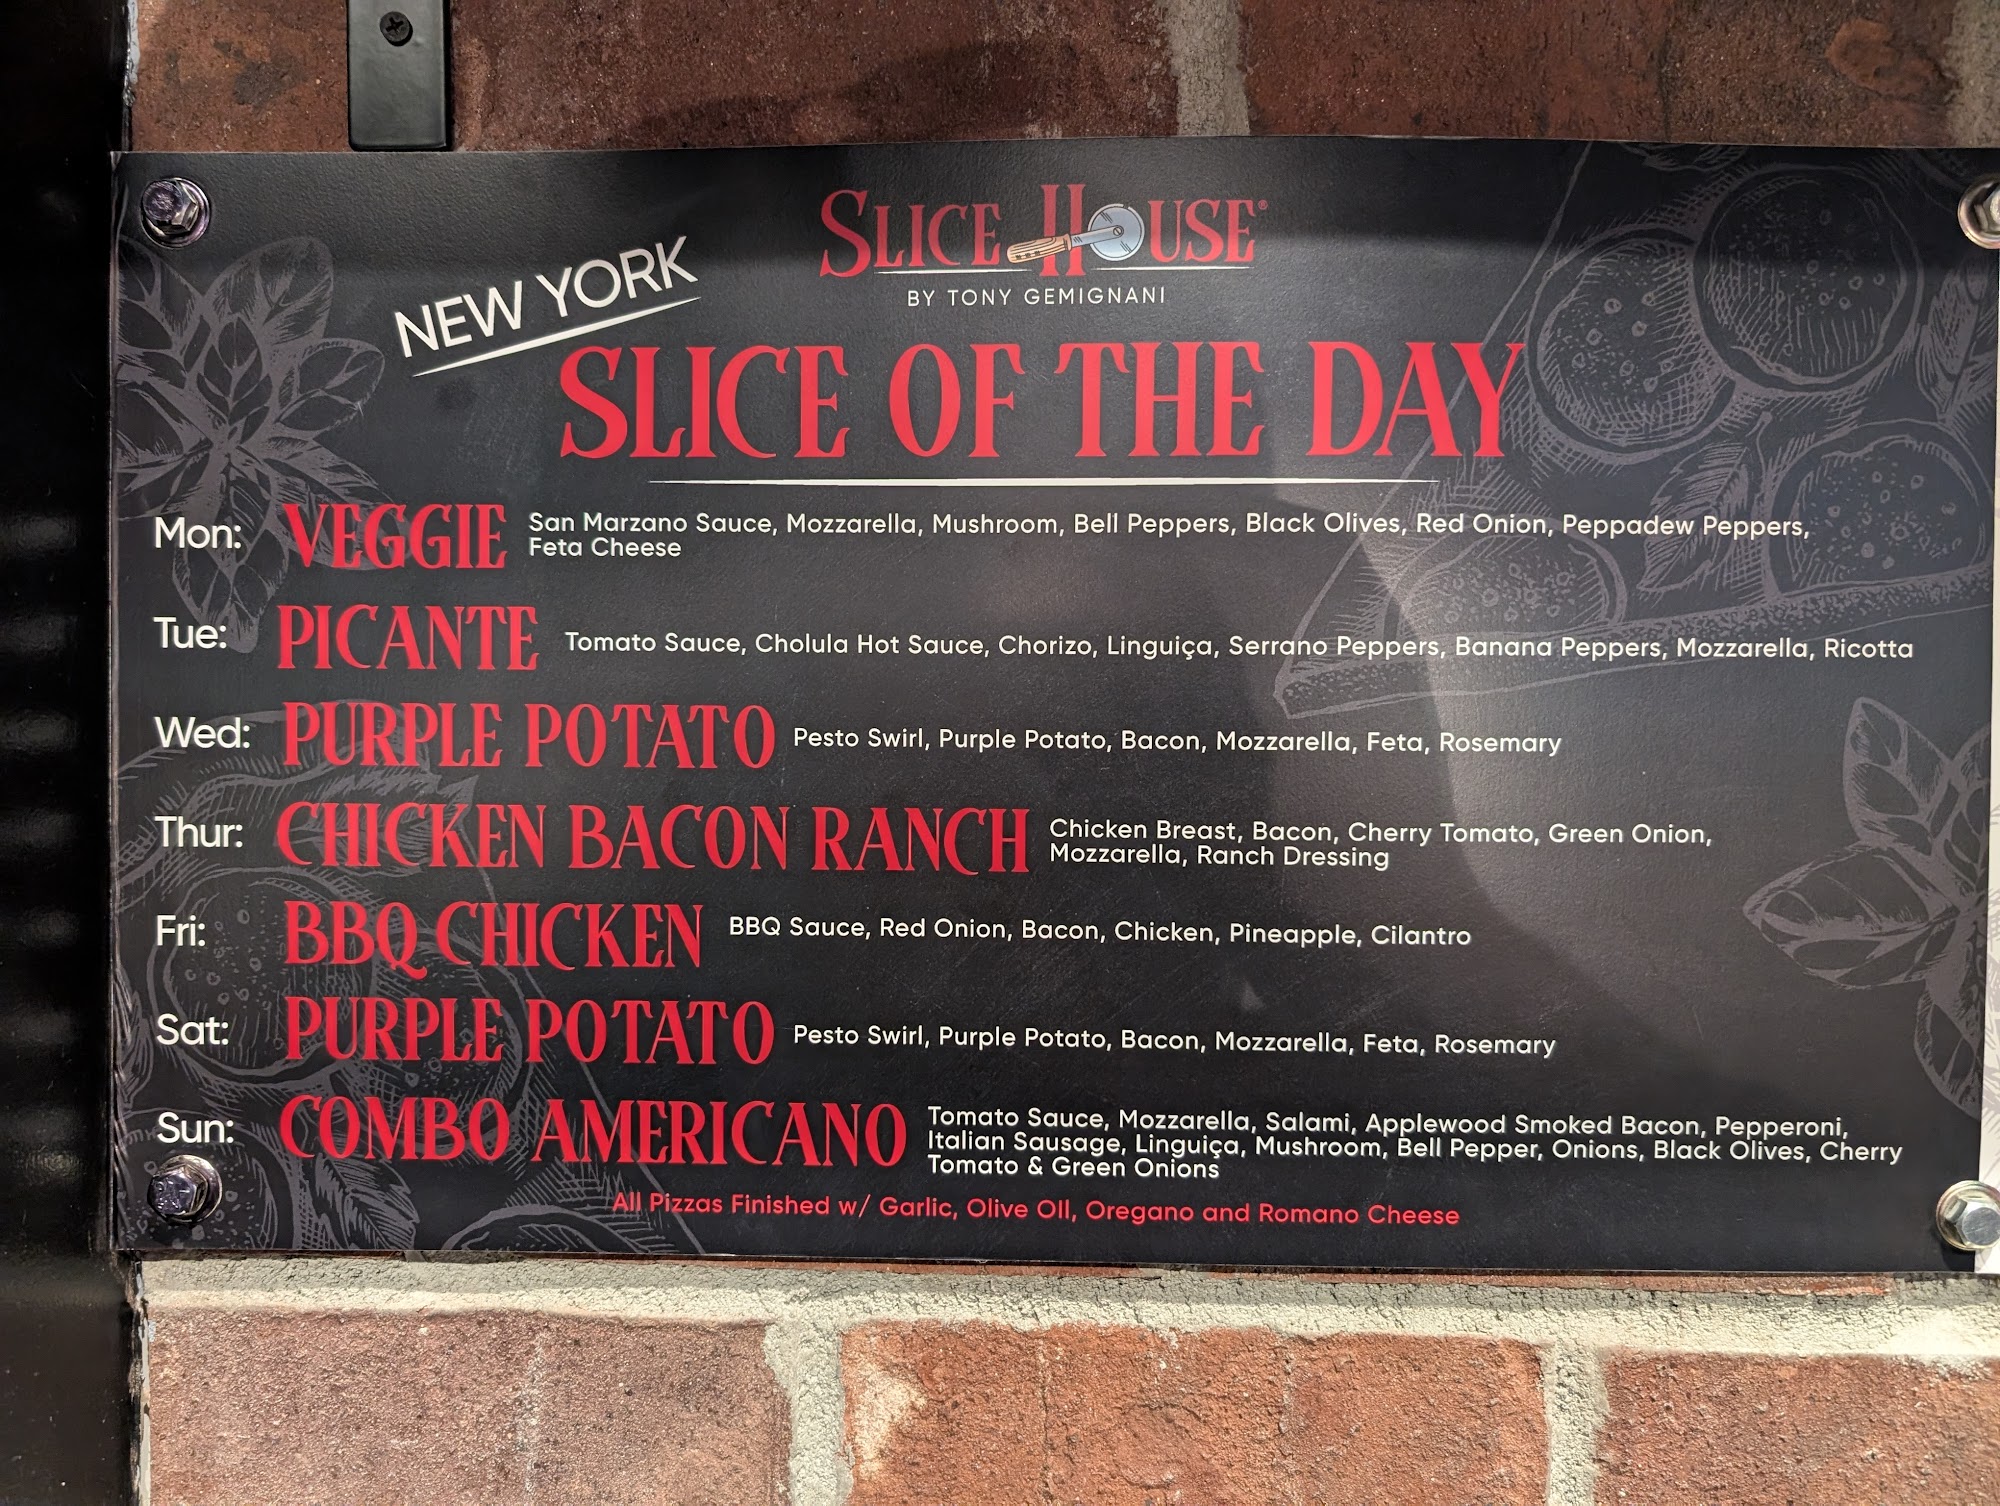 SLICE HOUSE®
BY TONY GEMIGNANI
NEW YORK
SLICE OF THE DAY
Mon: VEGGIE San Marzano Sauce, Mozzarella, Mushroom, Bell Peppers, Black Olives, Red Onion, Peppadew Peppers,
Feta Cheese
Tue: PICANTE Tomato Sauce, Cholula Hot Sauce, Chorizo, Linguiça, Serrano Peppers, Banana Peppers, Mozzarella, Ricotta
Wed: PURPLE POTATO Pesto Swirl, Purple Potato, Bacon, Mozzarella, Feta, Rosemary
Thur: CHICKEN BACON RANCH Chicken Breast, Bacon, Cherry Tomato, Green Onion,
Mozzarella, Ranch Dressing
Fri: BBQ CHICKEN BBQ Sauce, Red Onion, Bacon, Chicken, Pineapple, Cilantro
Sat: PURPLE POTATO Pesto Swirl, Purple Potato, Bacon, Mozzarella, Feta, Rosemary
Sun: COMBO AMERICANO Tomato Sauce, Mozzarella, Salami, Applewood Smoked Bacon, Pepperoni,
Italian Sausage, Linguiça, Mushroom, Bell Pepper, Onions, Black Olives, Cherry
Tomato & Green Onions
All Pizzas Finished w/ Garlic, Olive OIl, Oregano and Romano Cheese